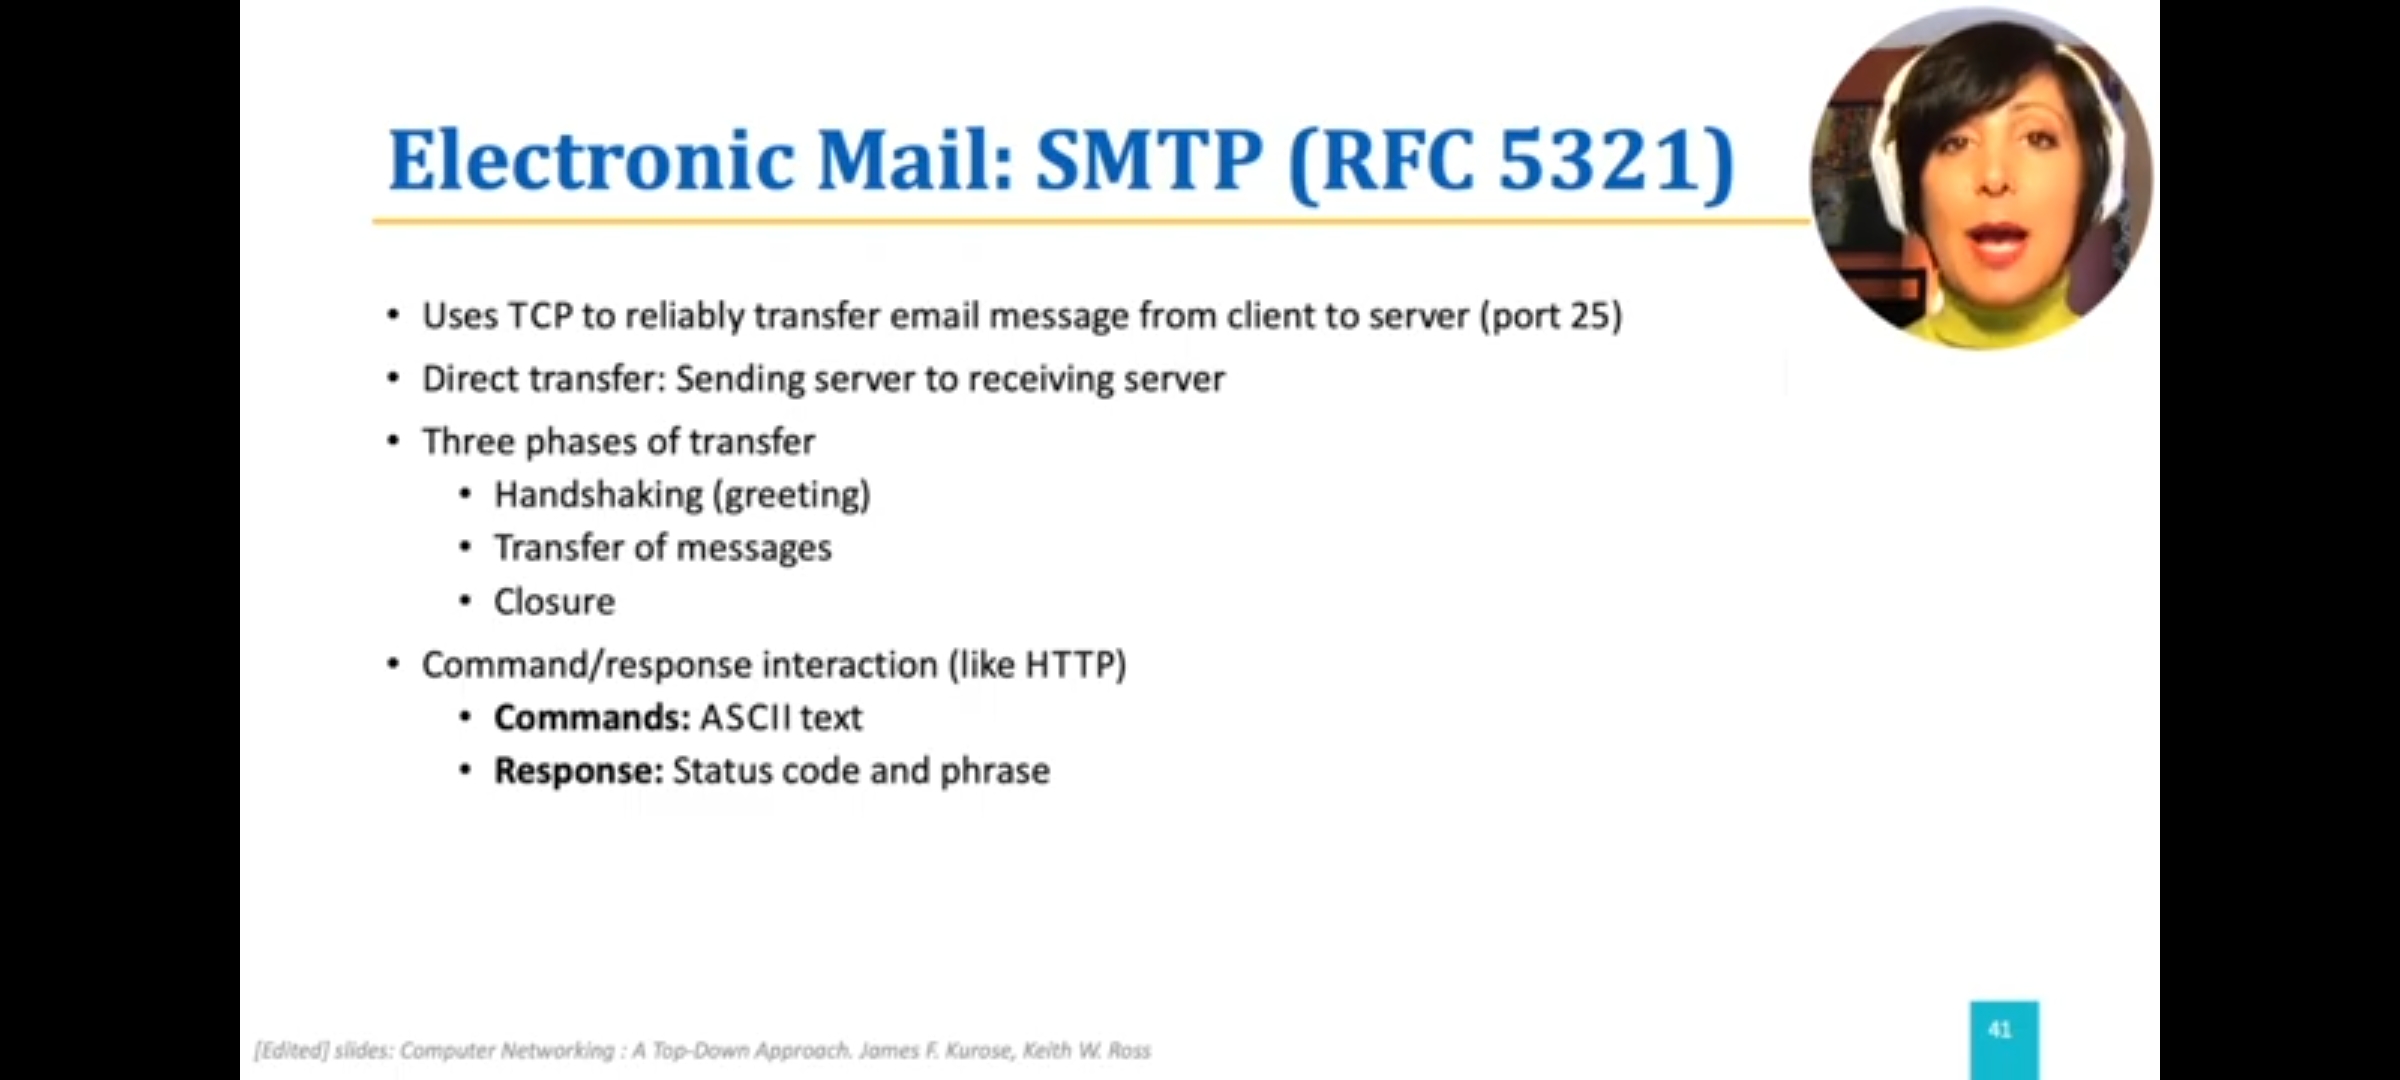 Electronic Mail: SMTP (RFC 5321)
• Uses TCP to reliably transfer email message from client to server (port 25)
• Direct transfer: Sending server to receiving server
• Three phases of transfer
• Handshaking (greeting)
• Transfer of messages
• Closure
• Command/response interaction (like HTTP)
• Commands: ASCII text
• Response: Status code and phrase
[Edited] slides: Computer Networking : A Top-Down Approach. James F. Kurose, Keith W. Ross
41